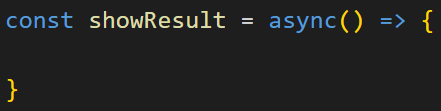 const showResult = async() => {
}